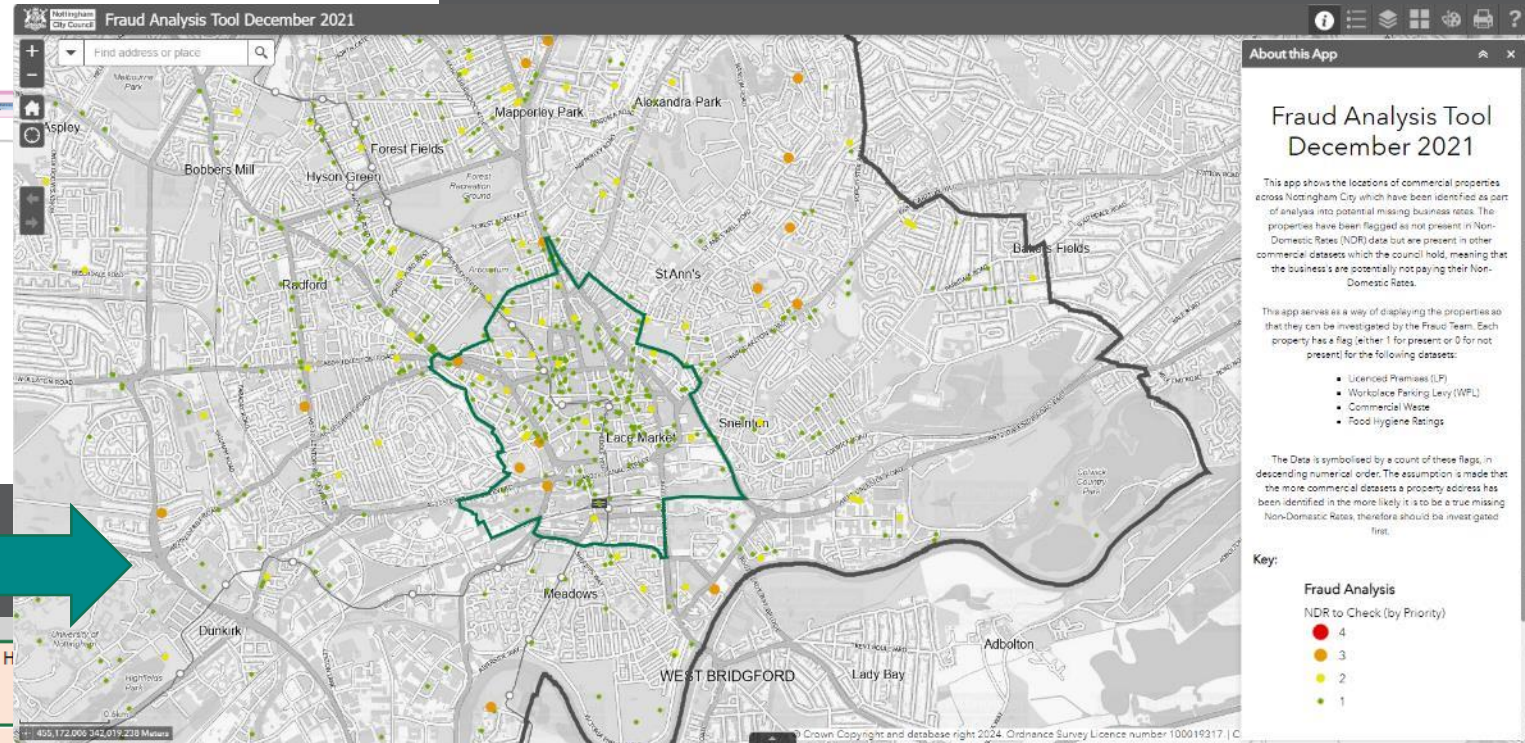 Nottingham
City Council
Fraud Analysis Tool December 2021
?
+
Find address or place
−
About this App
Fraud Analysis Tool
December 2021
This app shows the locations of commercial properties
across Nottingham City which have been identified as part
of analysis into potential missing business rates. The
properties have been flagged as not present in Non-
Domestic Rates (NDR) data but are present in other
commercial datasets which the council hold, meaning that
the business's are potentially not paying their Non-
Domestic Rates.
This app serves as a way of displaying the properties so
that they can be investigated by the Fraud Team. Each
property has a flag (either 1 for present or 0 for not
present) for the following datasets:
Licenced Premises (LP)
Workplace Parking Levy (WPL)
Commercial Waste
Food Hygiene Ratings
The Data is symbolised by a count of these flags, in
descending numerical order. The assumption is made that
the more commercial datasets a property address has
been identified in the more likely it is to be a true missing
Non-Domestic Rates, therefore should be investigated
first.
Key:
Fraud Analysis
NDR to Check (by Priority)
4
3
2
1
Melbourne
Park
Aspley
Bobbers Mill
Hyson Green
Forest Fields
Forest
Recreation
Ground
Mapperley Park
Alexandra Park
Bakers Fields
Radford
Arboretum
St Ann's
Lace Market
Sneinton
Colwick
Country
Park
Meadows
University of
Nottingham
Dunkirk
Highfields
Park
WEST BRIDGFORD
Lady Bay
Adbolton
H
0.6km
455,172.006 342,019.238 Meters
© Crown Copyright and database right 2024. Ordnance Survey Licence number 100019317. | C